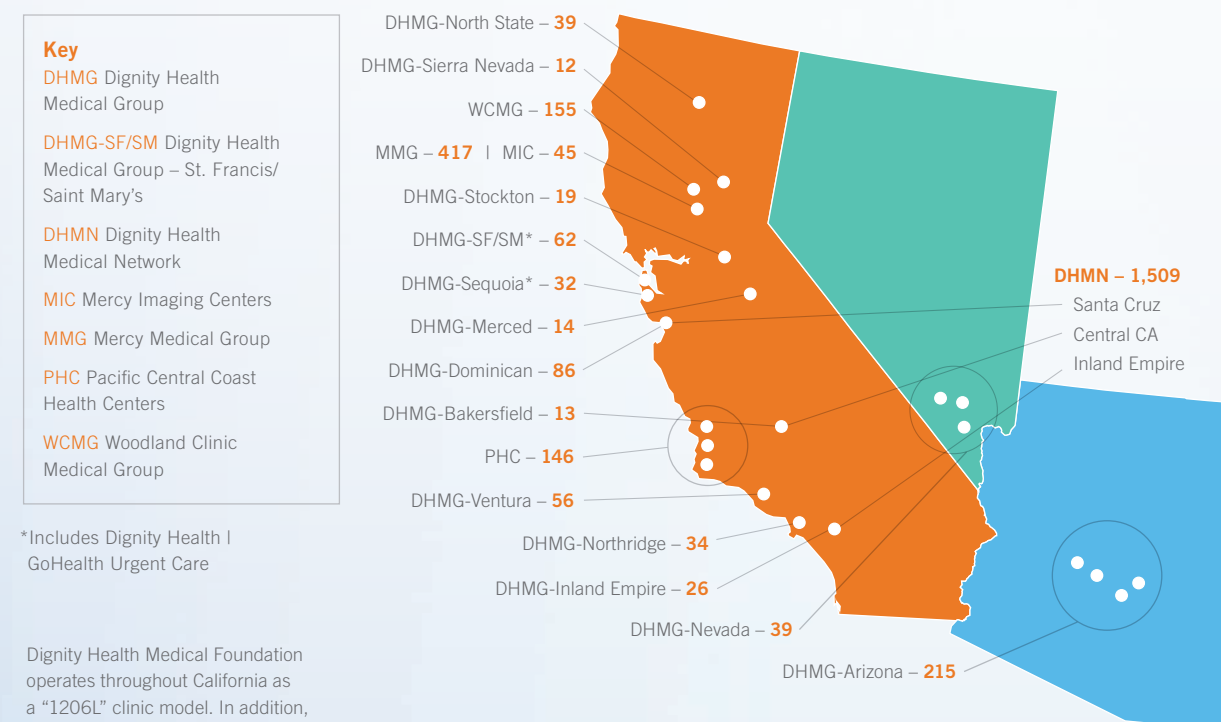 Key
DHMG Dignity Health
Medical Group
DHMG-SF/SM Dignity Health
Medical Group – St. Francis/
Saint Mary’s
DHMN Dignity Health
Medical Network
MIC Mercy Imaging Centers
MMG Mercy Medical Group
PHC Pacific Central Coast
Health Centers
WCMG Woodland Clinic
Medical Group
*Includes Dignity Health |
GoHealth Urgent Care
Dignity Health Medical Foundation
operates throughout California as
a “1206L” clinic model. In addition,
DHMG-North State – 39
DHMG-Sierra Nevada – 12
WCMG – 155
MMG – 417 | MIC – 45
DHMG-Stockton – 19
DHMG-SF/SM* – 62
DHMG-Sequoia* – 32
DHMG-Merced – 14
DHMG-Dominican – 86
DHMG-Bakersfield – 13
PHC – 146
DHMG-Ventura – 56
DHMG-Northridge – 34
DHMG-Inland Empire – 26
DHMG-Nevada – 39
DHMG-Arizona – 215
DHMN – 1,509
Santa Cruz
Central CA
Inland Empire